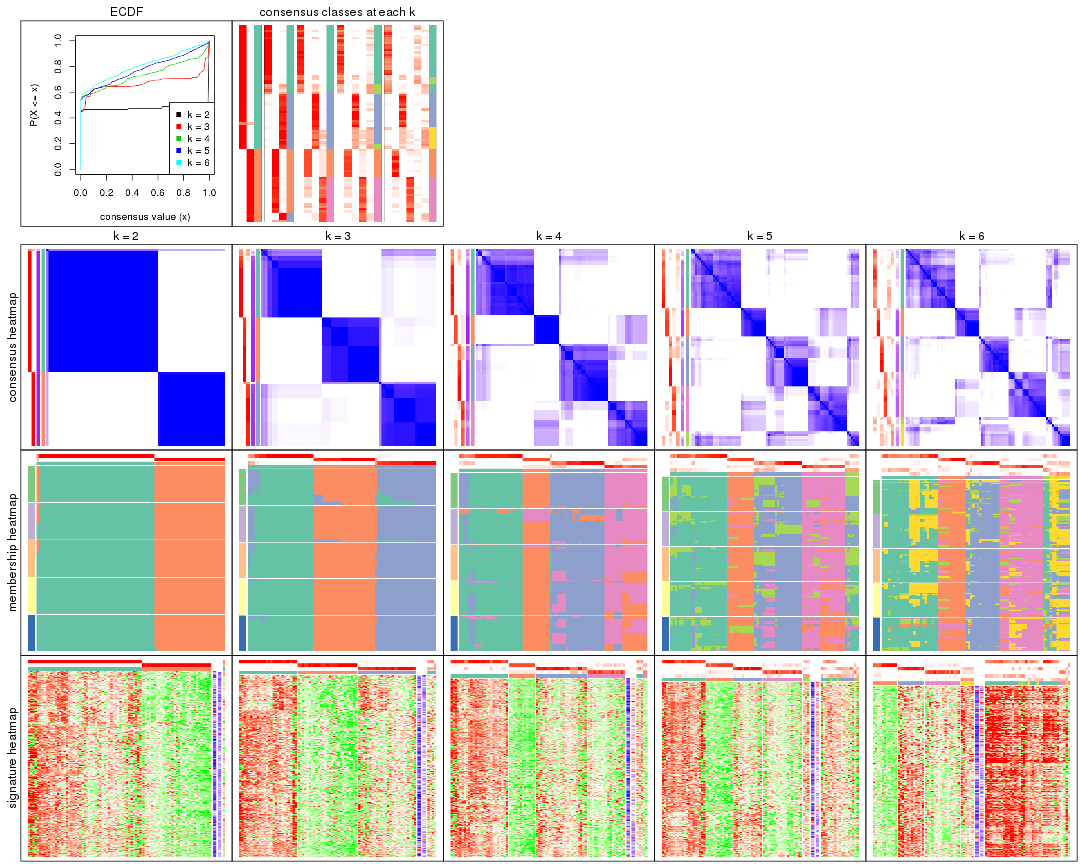 ECDF
consensus classes at each k
P(X <= x)
0.0 0.2 0.4 0.6 0.8 1.0
k = 2
k = 3
k = 4
k = 5
k = 6
0.0 0.2 0.4 0.6 0.8 1.0
consensus value (x)
k = 2
k = 3
k = 4
k = 5
k = 6
consensus heatmap
membership heatmap
signature heatmap